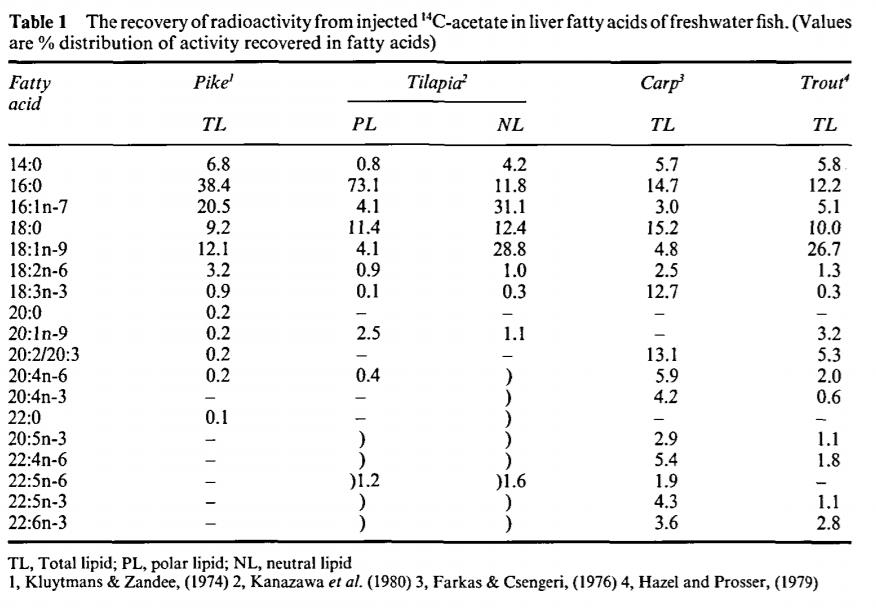 Table 1 The recovery of radioactivity from injected ¹⁴C-acetate in liver fatty acids of freshwater fish. (Values
are % distribution of activity recovered in fatty acids)
Fatty Pike¹ Tilapia² Carp³ Trout⁴
acid
TL PL NL TL TL
14:0 6.8 0.8 4.2 5.7 5.8
16:0 38.4 73.1 11.8 14.7 12.2
16:1n-7 20.5 4.1 31.1 3.0 5.1
18:0 9.2 11.4 12.4 15.2 10.0
18:1n-9 12.1 4.1 28.8 4.8 26.7
18:2n-6 3.2 0.9 1.0 2.5 1.3
18:3n-3 0.9 0.1 0.3 12.7 0.3
20:0 0.2 – – – –
20:1n-9 0.2 2.5 1.1 – 3.2
20:2/20:3 0.2 – – 13.1 5.3
20:4n-6 0.2 0.4 ) 5.9 2.0
20:4n-3 – – ) 4.2 0.6
22:0 0.1 – ) – –
20:5n-3 – ) ) 2.9 1.1
22:4n-6 – ) ) 5.4 1.8
22:5n-6 – )1.2 )1.6 1.9 –
22:5n-3 – ) ) 4.3 1.1
22:6n-3 – ) ) 3.6 2.8
TL, Total lipid; PL, polar lipid; NL, neutral lipid
1, Kluytmans & Zandee, (1974) 2, Kanazawa et al. (1980) 3, Farkas & Csengeri, (1976) 4, Hazel and Prosser, (1979)